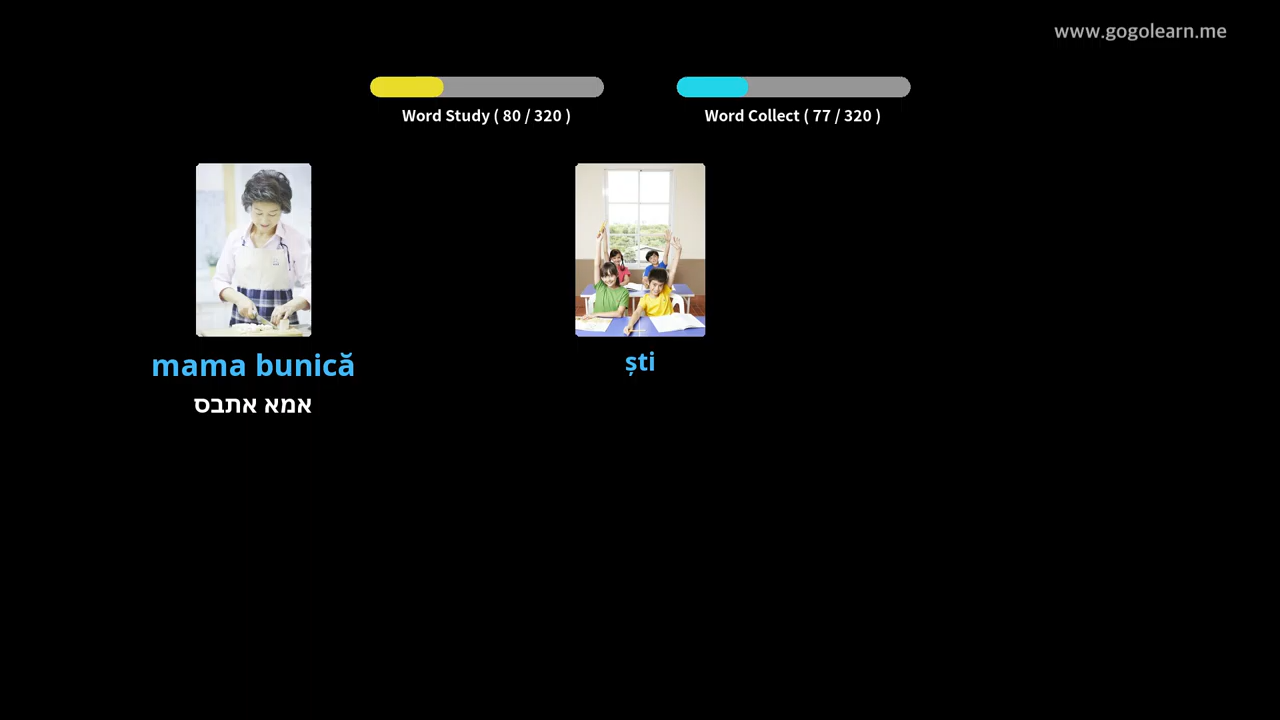 www.gogolearn.me
Word Study ( 80 / 320 )
Word Collect ( 77 / 320 )
mama bunică
אמא אתבס
ști